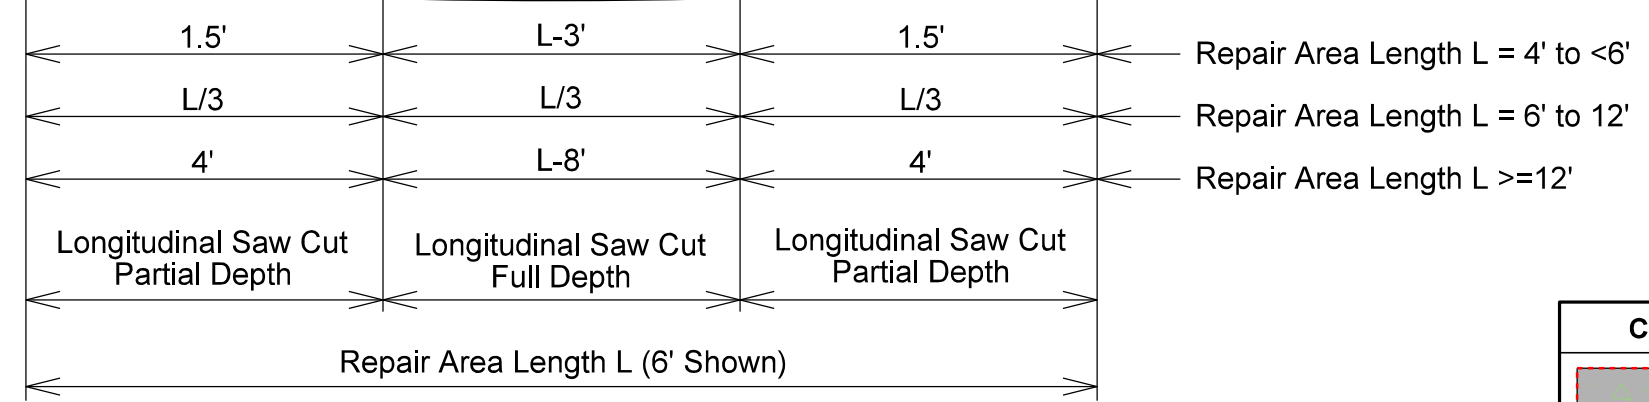 1.5' L-3' 1.5' Repair Area Length L = 4' to <6'
L/3 L/3 L/3 Repair Area Length L = 6' to 12'
4' L-8' 4' Repair Area Length L >=12'
Longitudinal Saw Cut
Partial Depth
Longitudinal Saw Cut
Full Depth
Longitudinal Saw Cut
Partial Depth
Repair Area Length L (6' Shown)
C